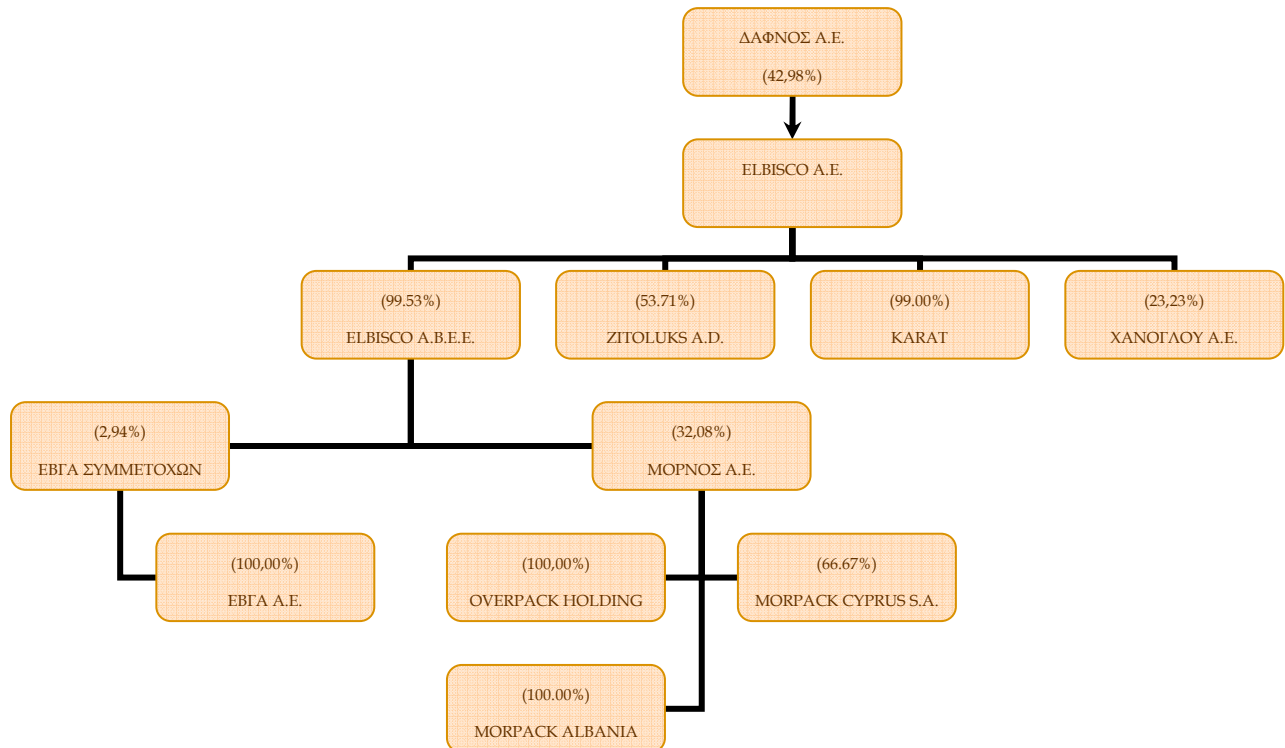 ΔΑΦΝΟΣ Α.Ε.
(42,98%)
ELBISCO A.E.
(99.53%)
ELBISCO A.B.E.E.
(53.71%)
ZITOLUKS A.D.
(99.00%)
KARAT
(23,23%)
ΧΑΝΟΓΛΟΥ Α.Ε.
(2,94%)
ΕΒΓΑ ΣΥΜΜΕΤΟΧΩΝ
(32,08%)
ΜΟΡΝΟΣ Α.Ε.
(100,00%)
ΕΒΓΑ Α.Ε.
(100,00%)
OVERPACK HOLDING
(66.67%)
MORPACK CYPRUS S.A.
(100.00%)
MORPACK ALBANIA